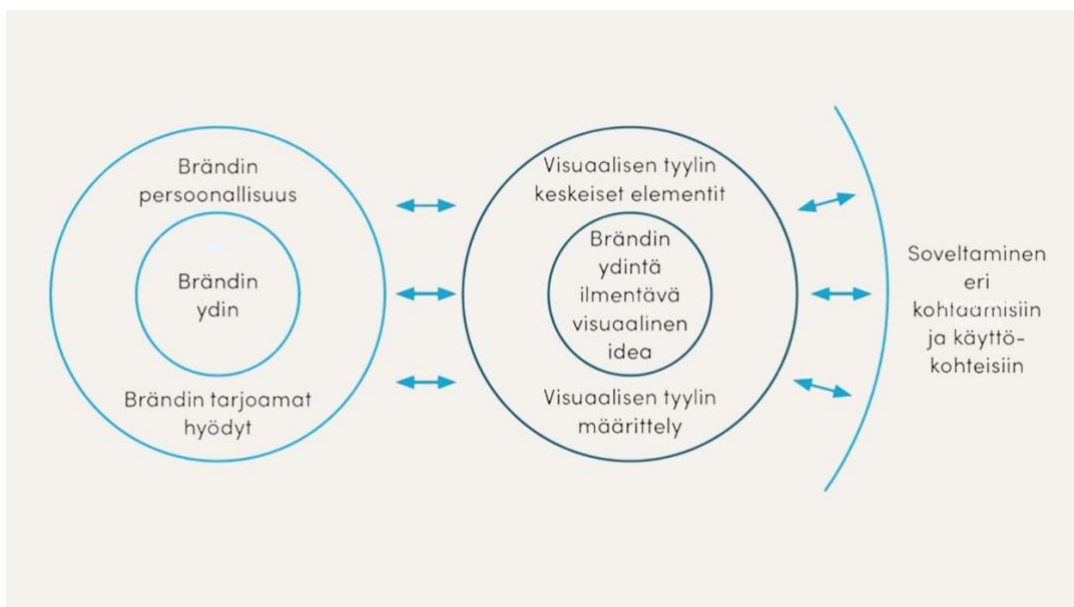 Brändin
persoonallisuus
Brändin
ydin
Brändin tarjoamat
hyödyt
Visuaalisen tyylin
keskeiset elementit
Brändin
ydintä
ilmentävä
visuaalinen
idea
Visuaalisen tyylin
määrittely
Soveltaminen
eri
kohtaamisiin
ja käyttö-
kohteisiin